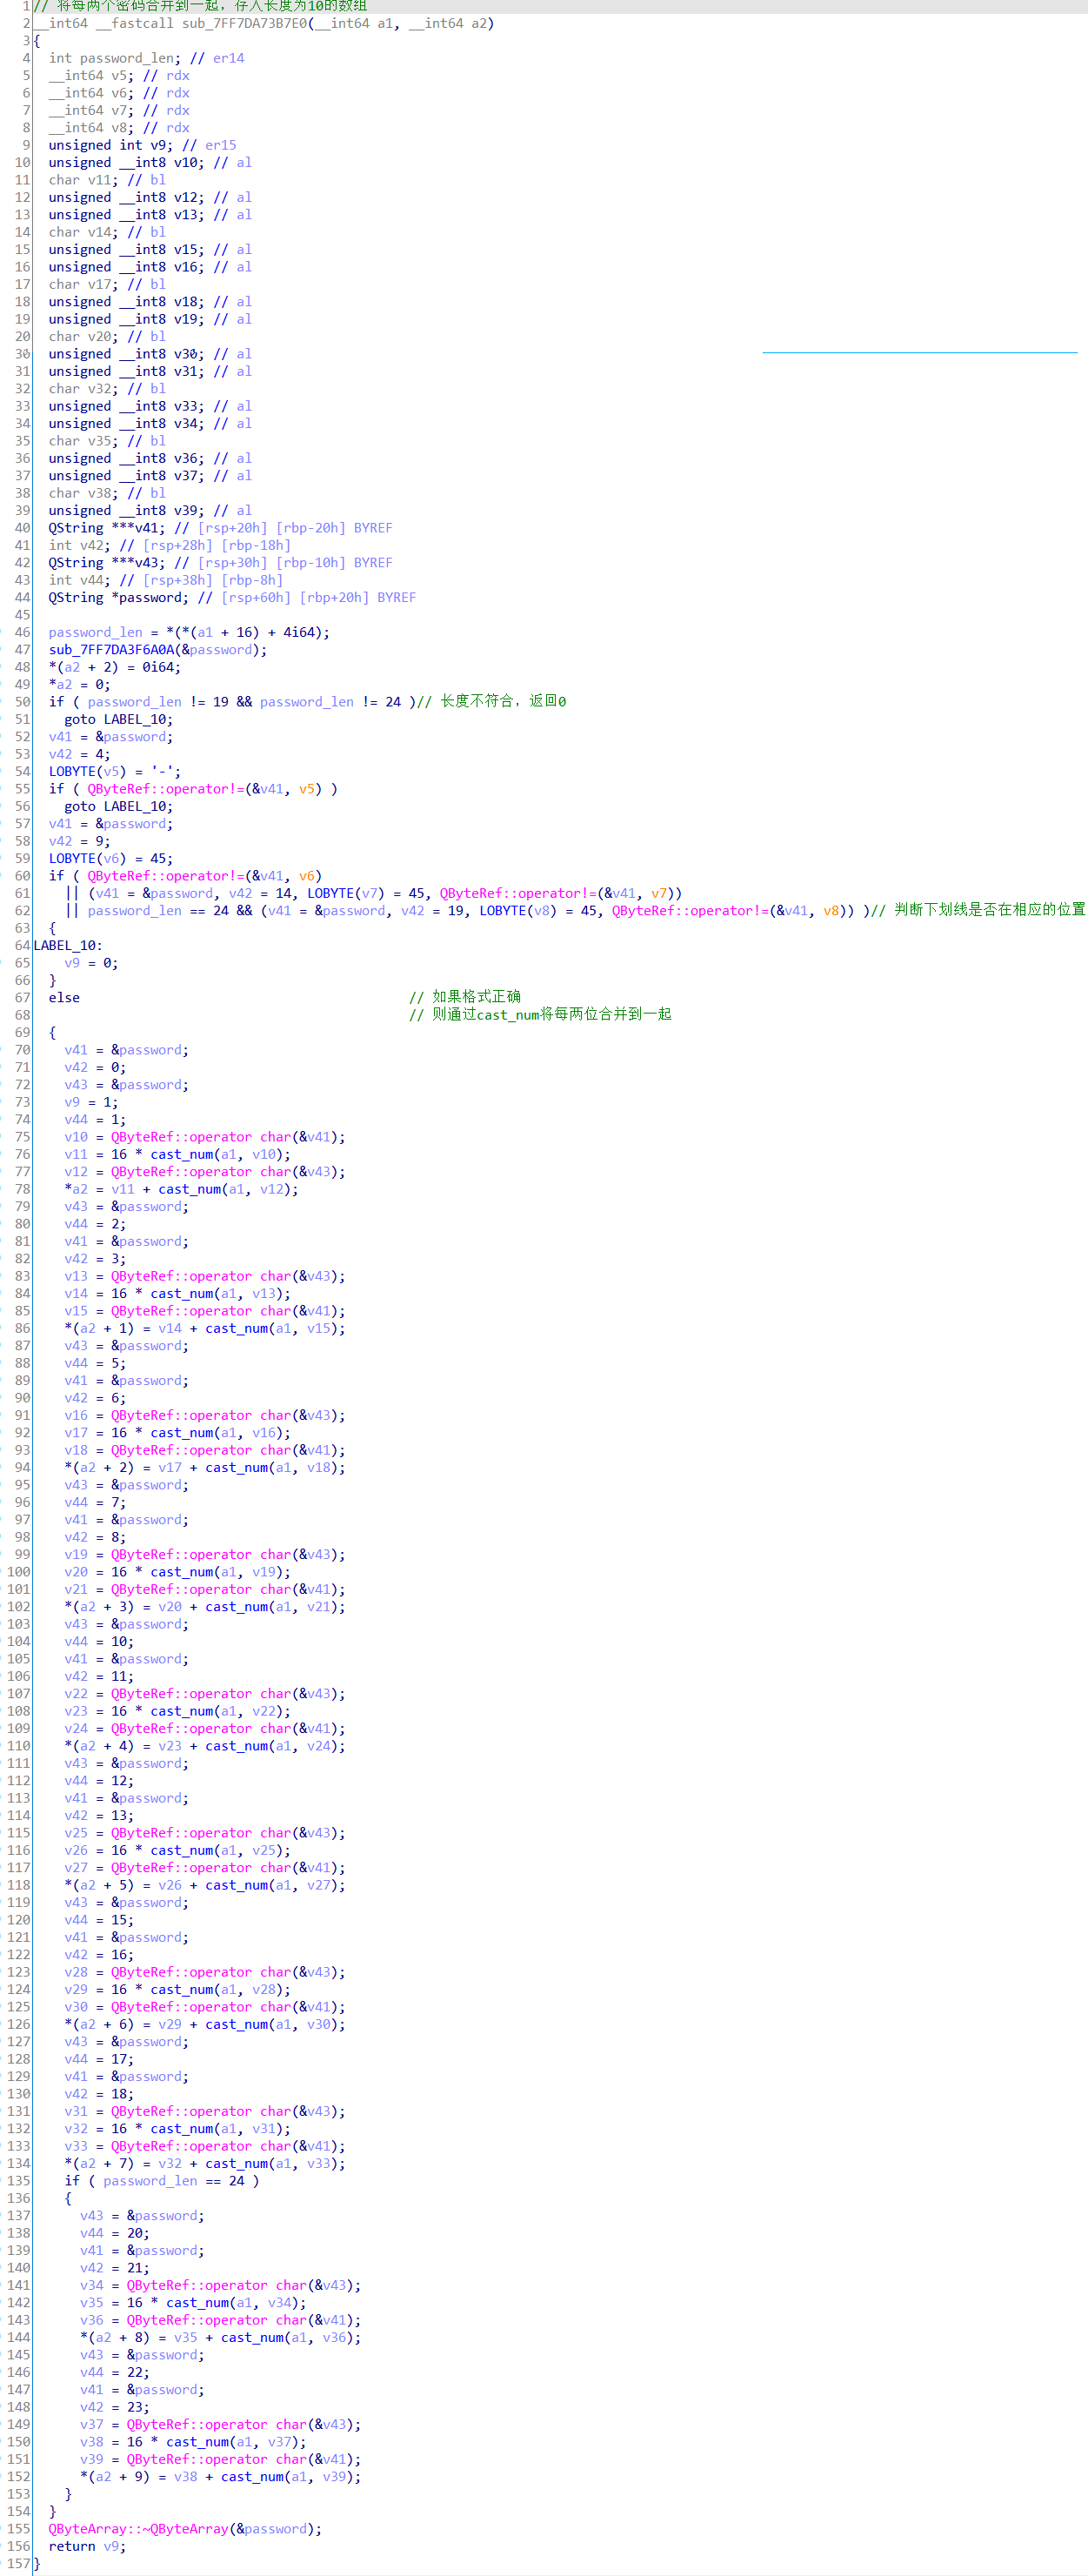 1 // 将每两个密码合并到一起，存入长度为10的数组
2 __int64 __fastcall sub_7FF7DA73B7E0(__int64 a1, __int64 a2)
3 {
4   int password_len; // er14
5   __int64 v5; // rdx
6   __int64 v6; // rdx
7   __int64 v7; // rdx
8   __int64 v8; // rdx
9   unsigned int v9; // er15
10   unsigned __int8 v10; // al
11   char v11; // bl
12   unsigned __int8 v12; // al
13   unsigned __int8 v13; // al
14   char v14; // bl
15   unsigned __int8 v15; // al
16   unsigned __int8 v16; // al
17   char v17; // bl
18   unsigned __int8 v18; // al
19   unsigned __int8 v19; // al
20   char v20; // bl
30   unsigned __int8 v30; // al
31   unsigned __int8 v31; // al
32   char v32; // bl
33   unsigned __int8 v33; // al
34   unsigned __int8 v34; // al
35   char v35; // bl
36   unsigned __int8 v36; // al
37   unsigned __int8 v37; // al
38   char v38; // bl
39   unsigned __int8 v39; // al
40   QString ***v41; // [rsp+20h] [rbp-20h] BYREF
41   int v42; // [rsp+28h] [rbp-18h]
42   QString ***v43; // [rsp+30h] [rbp-10h] BYREF
43   int v44; // [rsp+38h] [rbp-8h]
44   QString *password; // [rsp+60h] [rbp+20h] BYREF
45
46   password_len = *(*(a1 + 16) + 4i64);
47   sub_7FF7DA3F6A0A(&password);
48   *(a2 + 2) = 0i64;
49   *a2 = 0;
50   if ( password_len != 19 && password_len != 24 )// 长度不符合，返回0
51     goto LABEL_10;
52   v41 = &password;
53   v42 = 4;
54   LOBYTE(v5) = '-';
55   if ( QByteRef::operator!=(&v41, v5) )
56     goto LABEL_10;
57   v41 = &password;
58   v42 = 9;
59   LOBYTE(v6) = 45;
60   if ( QByteRef::operator!=(&v41, v6)
61     || (v41 = &password, v42 = 14, LOBYTE(v7) = 45, QByteRef::operator!=(&v41, v7))
62     || password_len == 24 && (v41 = &password, v42 = 19, LOBYTE(v8) = 45, QByteRef::operator!=(&v41, v8)) )// 判断下划线是否在相应的位置
63   {
64 LABEL_10:
65     v9 = 0;
66   }
67   else // 如果格式正确
68 // 则通过cast_num将每两位合并到一起
69   {
70     v41 = &password;
71     v42 = 0;
72     v43 = &password;
73     v9 = 1;
74     v44 = 1;
75     v10 = QByteRef::operator char(&v41);
76     v11 = 16 * cast_num(a1, v10);
77     v12 = QByteRef::operator char(&v43);
78     *a2 = v11 + cast_num(a1, v12);
79     v43 = &password;
80     v44 = 2;
81     v41 = &password;
82     v42 = 3;
83     v13 = QByteRef::operator char(&v43);
84     v14 = 16 * cast_num(a1, v13);
85     v15 = QByteRef::operator char(&v41);
86     *(a2 + 1) = v14 + cast_num(a1, v15);
87     v43 = &password;
88     v44 = 5;
89     v41 = &password;
90     v42 = 6;
91     v16 = QByteRef::operator char(&v43);
92     v17 = 16 * cast_num(a1, v16);
93     v18 = QByteRef::operator char(&v41);
94     *(a2 + 2) = v17 + cast_num(a1, v18);
95     v43 = &password;
96     v44 = 7;
97     v41 = &password;
98     v42 = 8;
99     v19 = QByteRef::operator char(&v43);
100     v20 = 16 * cast_num(a1, v19);
101     v21 = QByteRef::operator char(&v41);
102     *(a2 + 3) = v20 + cast_num(a1, v21);
103     v43 = &password;
104     v44 = 10;
105     v41 = &password;
106     v42 = 11;
107     v22 = QByteRef::operator char(&v43);
108     v23 = 16 * cast_num(a1, v22);
109     v24 = QByteRef::operator char(&v41);
110     *(a2 + 4) = v23 + cast_num(a1, v24);
111     v43 = &password;
112     v44 = 12;
113     v41 = &password;
114     v42 = 13;
115     v25 = QByteRef::operator char(&v43);
116     v26 = 16 * cast_num(a1, v25);
117     v27 = QByteRef::operator char(&v41);
118     *(a2 + 5) = v26 + cast_num(a1, v27);
119     v43 = &password;
120     v44 = 15;
121     v41 = &password;
122     v42 = 16;
123     v28 = QByteRef::operator char(&v43);
124     v29 = 16 * cast_num(a1, v28);
125     v30 = QByteRef::operator char(&v41);
126     *(a2 + 6) = v29 + cast_num(a1, v30);
127     v43 = &password;
128     v44 = 17;
129     v41 = &password;
130     v42 = 18;
131     v31 = QByteRef::operator char(&v43);
132     v32 = 16 * cast_num(a1, v31);
133     v33 = QByteRef::operator char(&v41);
134     *(a2 + 7) = v32 + cast_num(a1, v33);
135     if ( password_len == 24 )
136     {
137       v43 = &password;
138       v44 = 20;
139       v41 = &password;
140       v42 = 21;
141       v34 = QByteRef::operator char(&v43);
142       v35 = 16 * cast_num(a1, v34);
143       v36 = QByteRef::operator char(&v41);
144       *(a2 + 8) = v35 + cast_num(a1, v36);
145       v43 = &password;
146       v44 = 22;
147       v41 = &password;
148       v42 = 23;
149       v37 = QByteRef::operator char(&v43);
150       v38 = 16 * cast_num(a1, v37);
151       v39 = QByteRef::operator char(&v41);
152       *(a2 + 9) = v38 + cast_num(a1, v39);
153     }
154   }
155   QByteArray::~QByteArray(&password);
156   return v9;
157 }